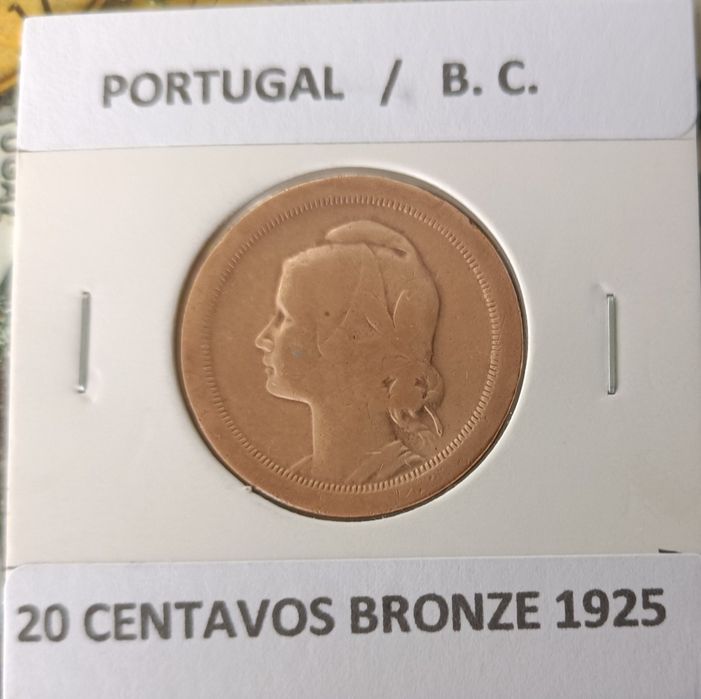 PORTUGAL / B. C.
20 CENTAVOS BRONZE 1925